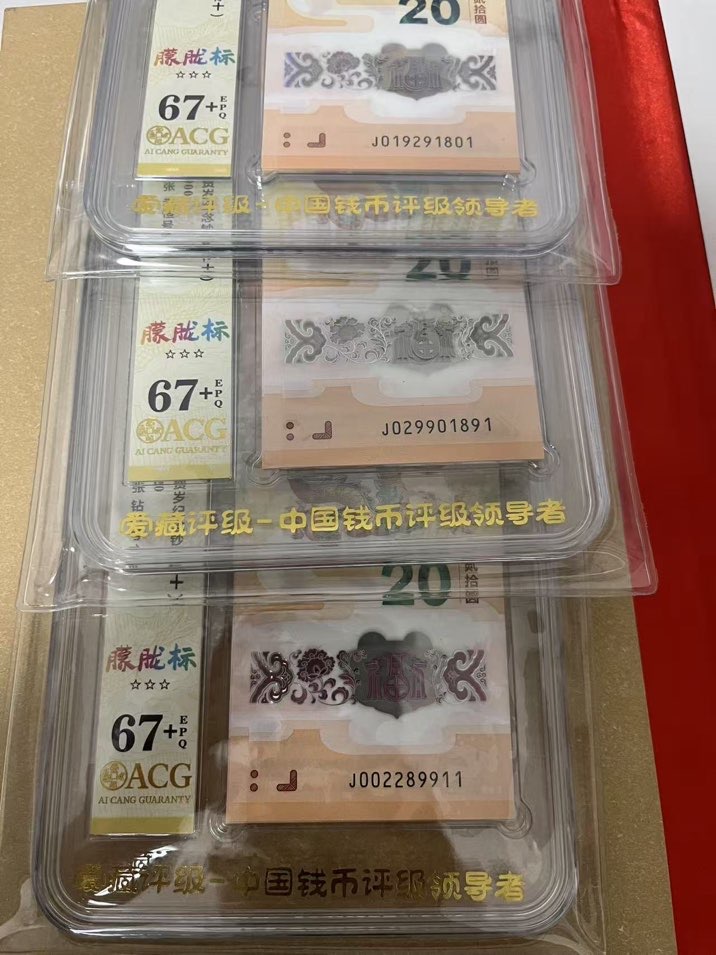 20
贰拾圆
朦胧标
☆☆☆
67+EPQ
ACG
AI CANG GUARANTY
J019291801
爱藏评级-中国钱币评级领导者
20
朦胧标
☆☆☆
67+EPQ
ACG
AI CANG GUARANTY
J029901891
爱藏评级-中国钱币评级领导者
20
贰拾圆
朦胧标
☆☆☆
67+EPQ
ACG
AI CANG GUARANTY
J002289911
爱藏评级-中国钱币评级领导者